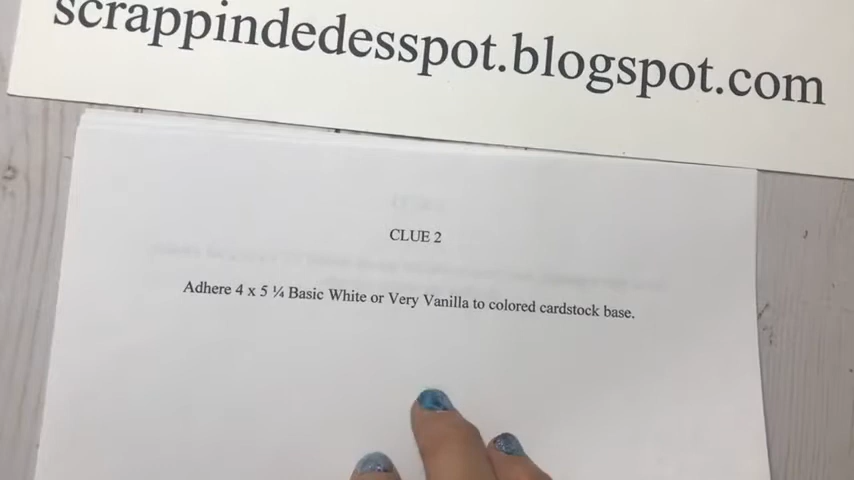 scrappindedesspot.blogspot.com
CLUE 2
Adhere 4 x 5 ¼ Basic White or Very Vanilla to colored cardstock base.